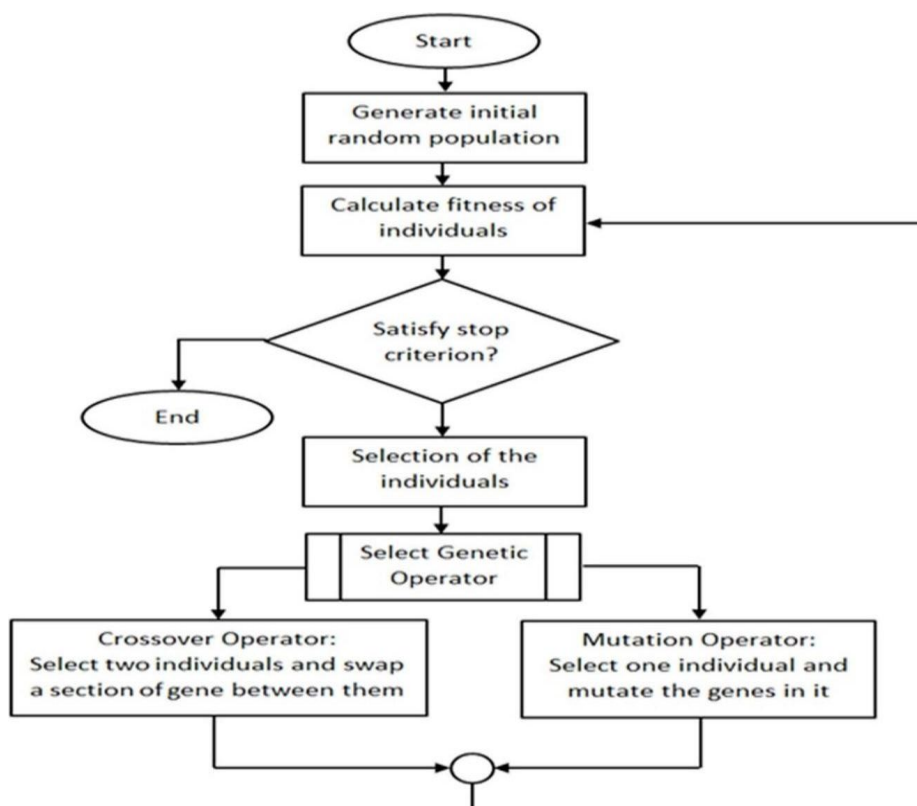 Start
Generate initial
random population
Calculate fitness of
individuals
Satisfy stop
criterion?
End
Selection of the
individuals
Select Genetic
Operator
Crossover Operator:
Select two individuals and swap
a section of gene between them
Mutation Operator:
Select one individual and
mutate the genes in it